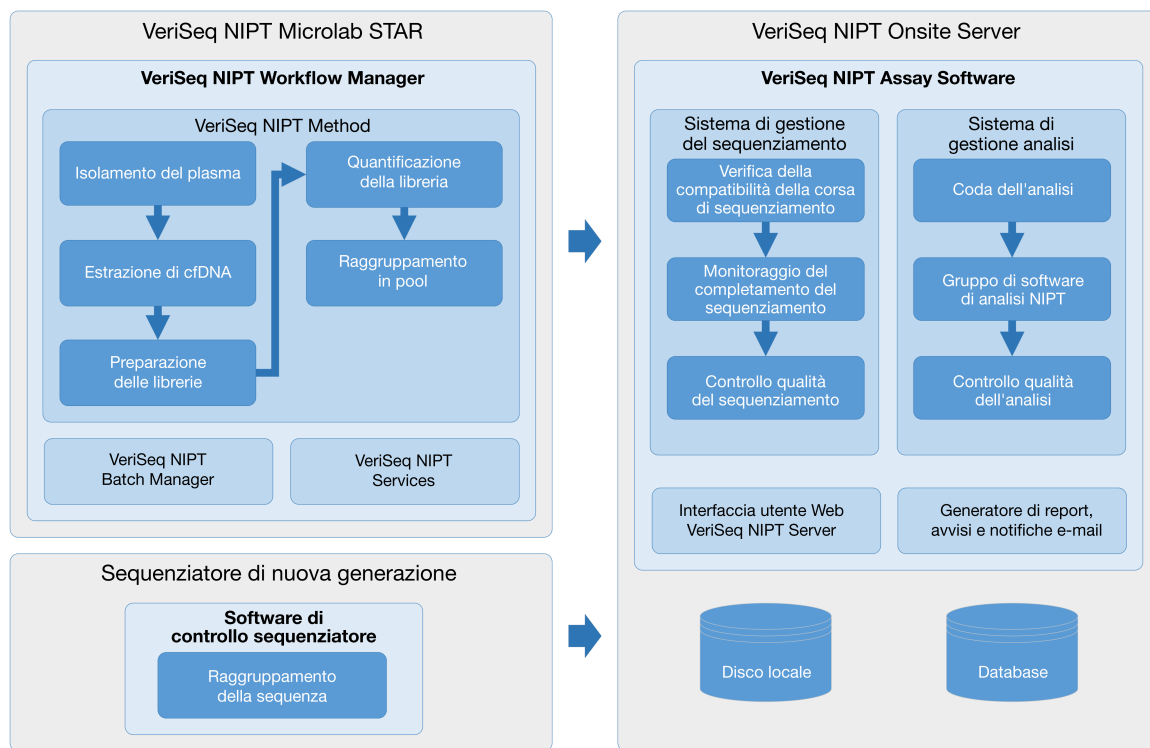 VeriSeq NIPT Microlab STAR
VeriSeq NIPT Workflow Manager
VeriSeq NIPT Method
Isolamento del plasma
Estrazione di cfDNA
Preparazione
delle librerie
Quantificazione
della libreria
Raggruppamento
in pool
VeriSeq NIPT
Batch Manager
VeriSeq NIPT
Services
Sequenziatore di nuova generazione
Software di
controllo sequenziatore
Raggruppamento
della sequenza
VeriSeq NIPT Onsite Server
VeriSeq NIPT Assay Software
Sistema di gestione
del sequenziamento
Verifica della
compatibilità della corsa
di sequenziamento
Monitoraggio del
completamento del
sequenziamento
Controllo qualità
del sequenziamento
Sistema di
gestione analisi
Coda dell'analisi
Gruppo di software
di analisi NIPT
Controllo qualità
dell'analisi
Interfaccia utente Web
VeriSeq NIPT Server
Generatore di report,
avvisi e notifiche e-mail
Disco locale
Database